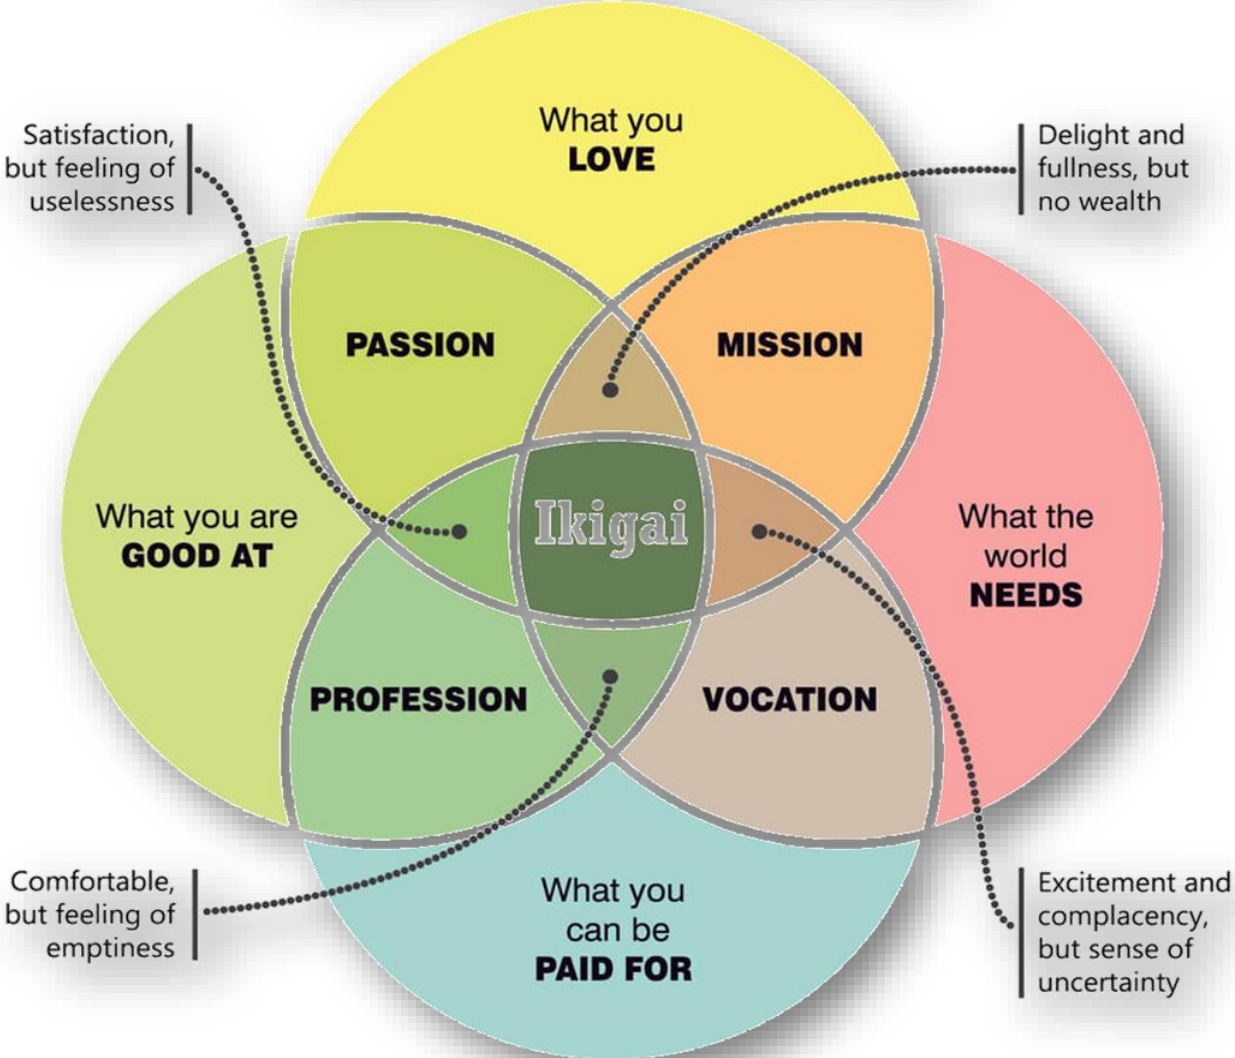 What you
LOVE
Satisfaction,
but feeling of
uselessness
Delight and
fullness, but
no wealth
PASSION
MISSION
What you are
GOOD AT
Ikigai
What the
world
NEEDS
PROFESSION
VOCATION
Comfortable,
but feeling of
emptiness
What you
can be
PAID FOR
Excitement and
complacency,
but sense of
uncertainty